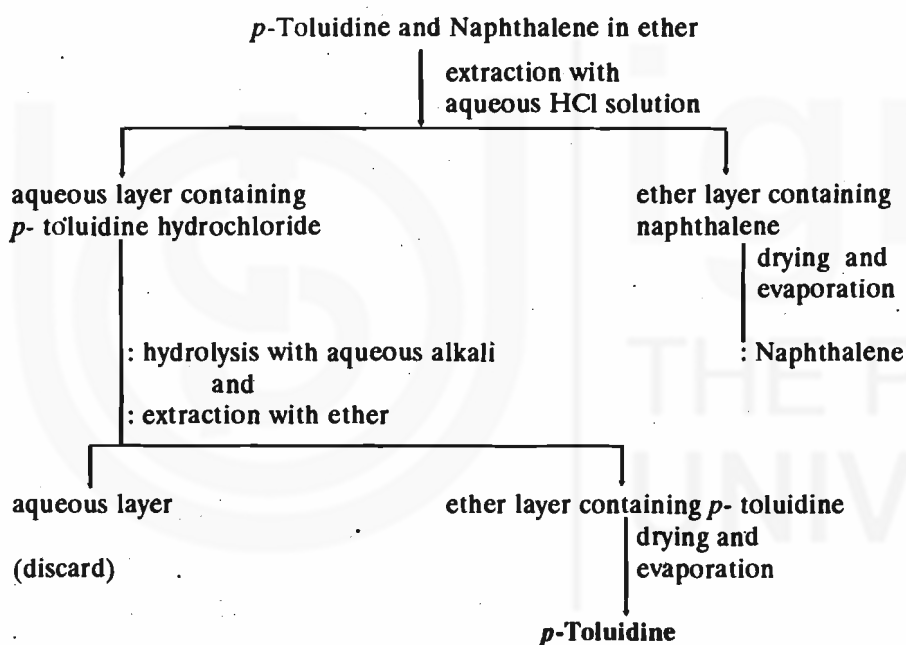 p-Toluidine and Naphthalene in ether
extraction with
aqueous HCl solution
aqueous layer containing
p- toluidine hydrochloride
ether layer containing
naphthalene
drying and
evaporation
: hydrolysis with aqueous alkali
and
: extraction with ether
: Naphthalene
aqueous layer
(discard)
ether layer containing p- toluidine
drying and
evaporation
p-Toluidine
THE P
UNIV